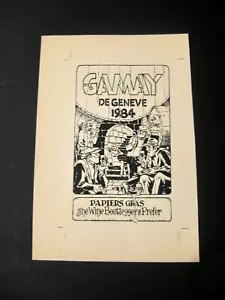 GAMAY
DE GENEVE
1984
PAPIERS GRAS
The Wine Bootleggers Prefer